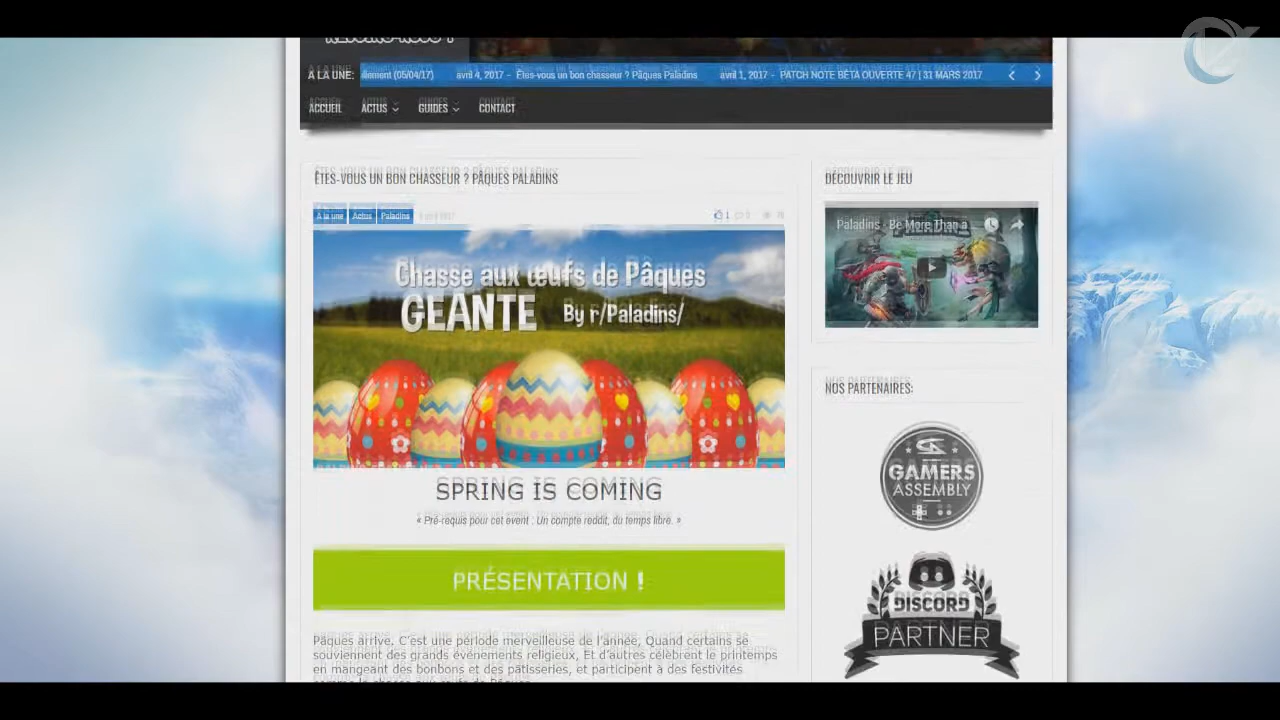 A LA UNE: (05/04/17) avril 4, 2017 - Êtes-vous un bon chasseur ? Pâques Paladins avril 1, 2017 - PATCH NOTE BÊTA OUVERTE 47 | 31 MARS 2017
ACCUEIL ACTUS GUIDES CONTACT
ÊTES-VOUS UN BON CHASSEUR ? PÂQUES PALADINS
A la une Actus Paladins
1
Chasse aux œufs de Pâques
GEANTE By r/Paladins/
SPRING IS COMING
« Pré-requis pour cet event : Un compte reddit, du temps libre. »
PRÉSENTATION !
Pâques arrive. C'est une période merveilleuse de l'année, Quand certains se
souviennent des grands événements religieux, Et d'autres célèbrent le printemps
en mangeant des bonbons et des pâtisseries, et participent à des festivités
DÉCOUVRIR LE JEU
Paladins - Be More Than a
NOS PARTENAIRES:
GAMERS
ASSEMBLY
DISCORD
PARTNER